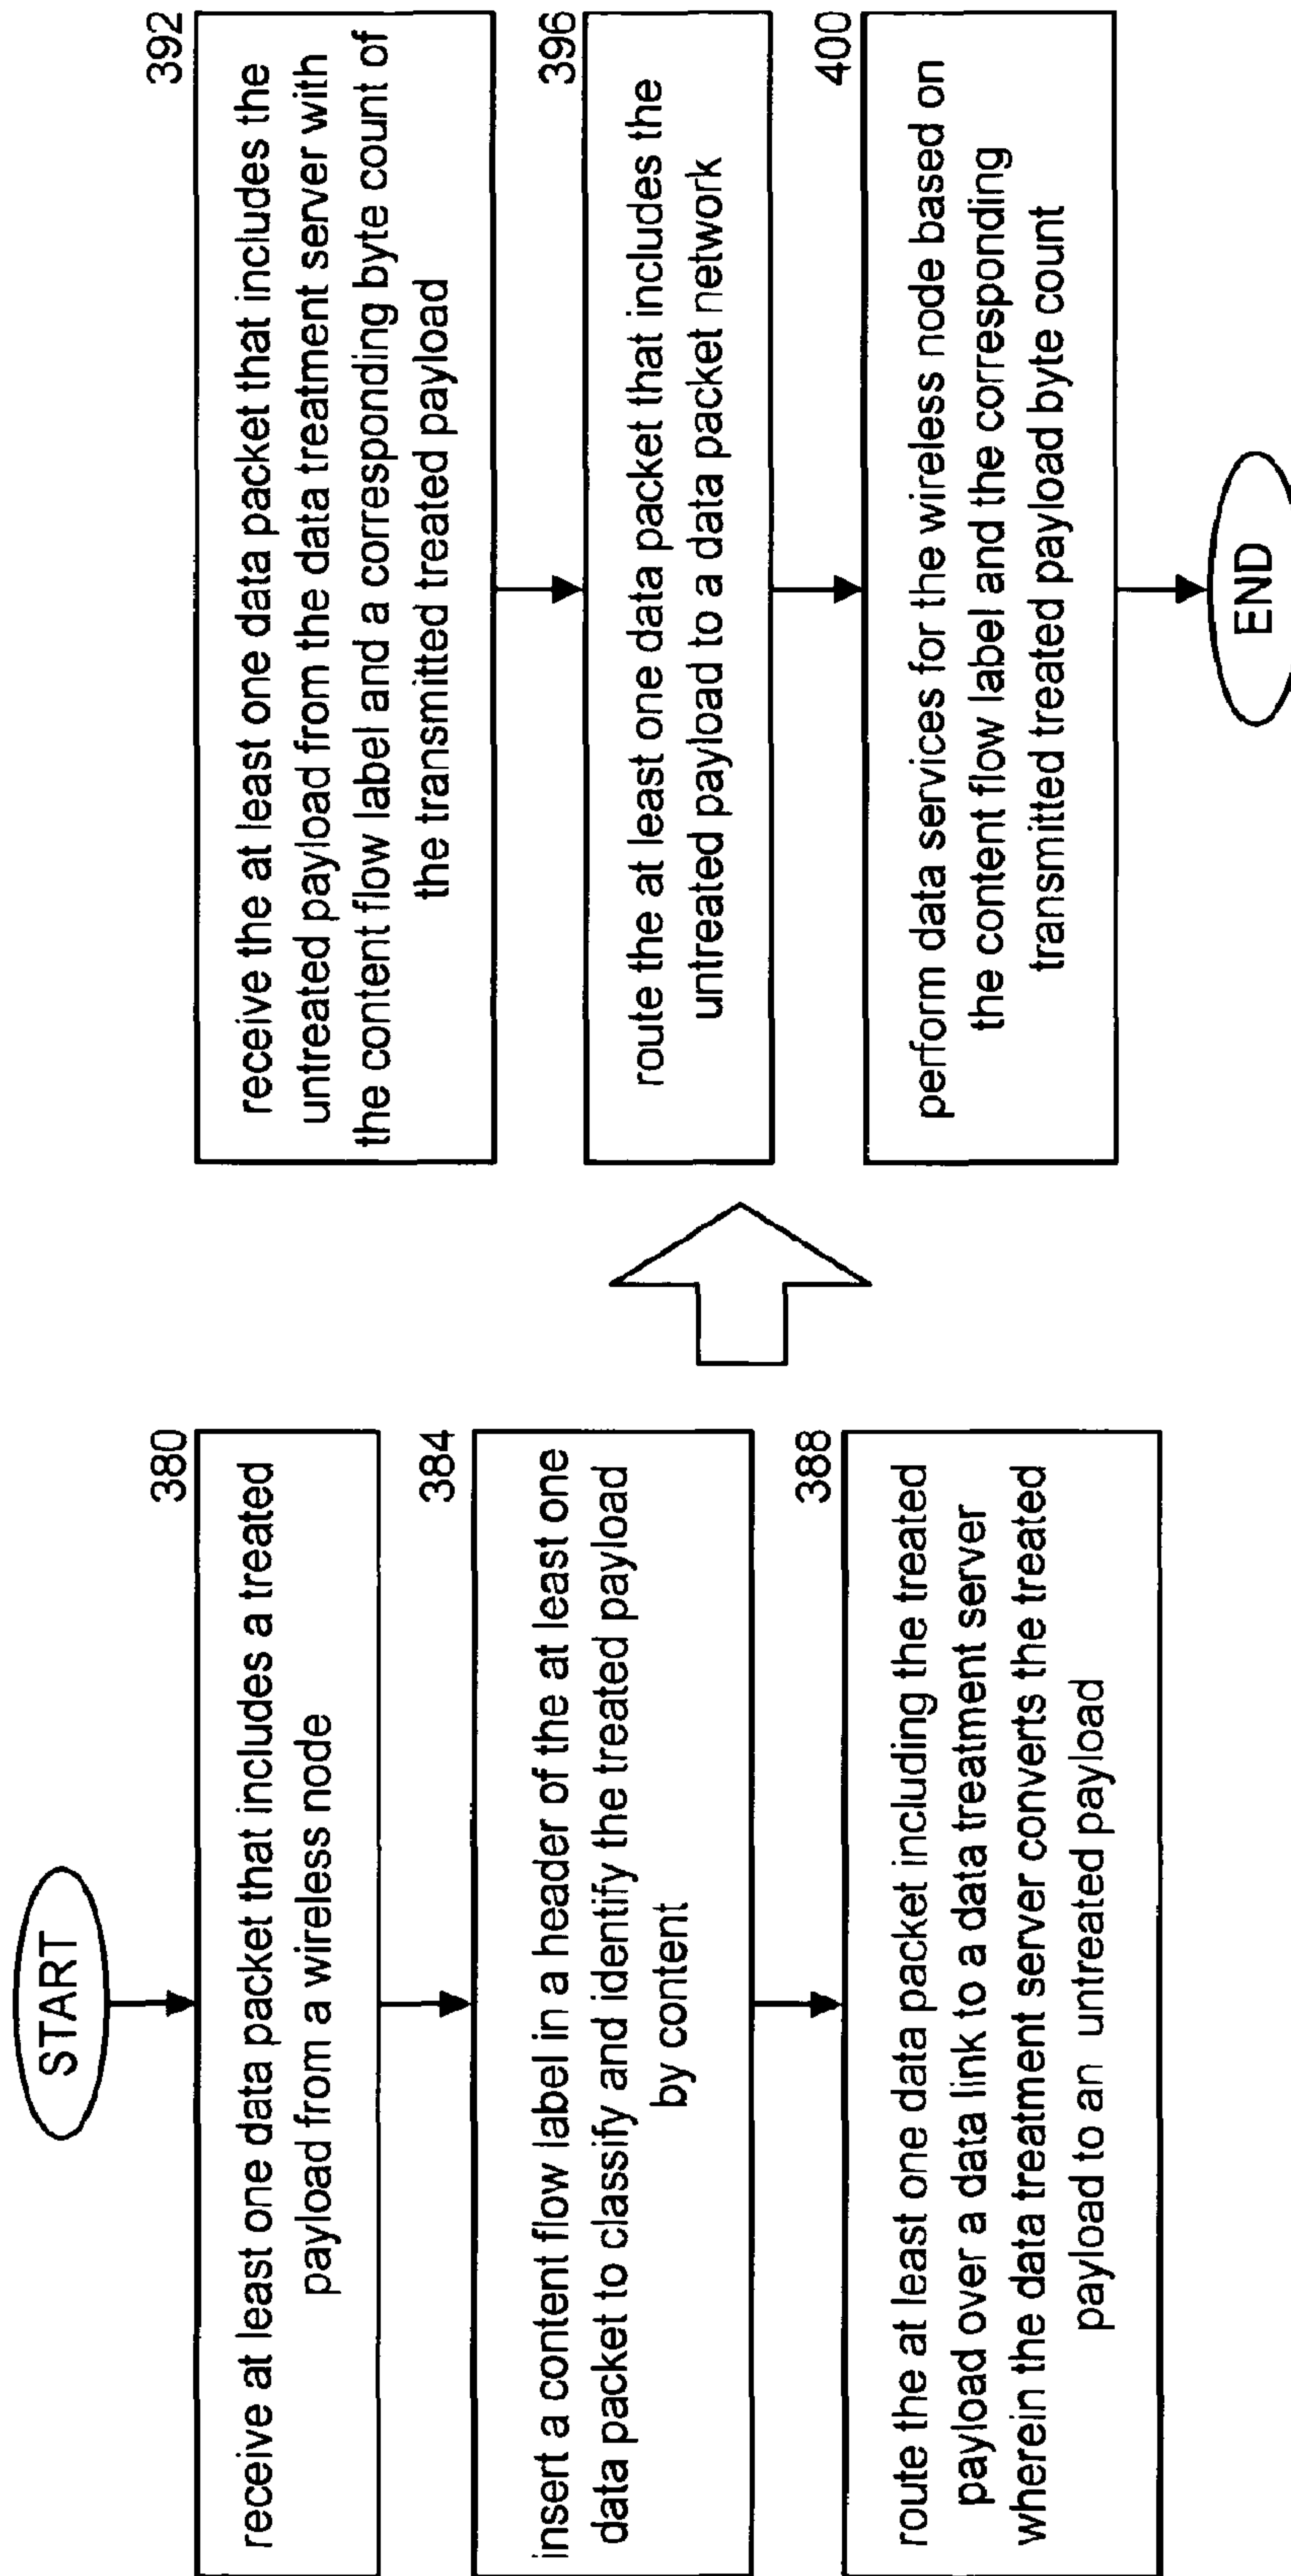 START
380
receive at least one data packet that includes a treated
payload from a wireless node
384
insert a content flow label in a header of the at least one
data packet to classify and identify the treated payload
by content
388
route the at least one data packet including the treated
payload over a data link to a data treatment server
wherein the data treatment server converts the treated
payload to an untreated payload
392
receive the at least one data packet that includes the
untreated payload from the data treatment server with
the content flow label and a corresponding byte count of
the transmitted treated payload
396
route the at least one data packet that includes the
untreated payload to a data packet network
400
perform data services for the wireless node based on
the content flow label and the corresponding
transmitted treated payload byte count
END